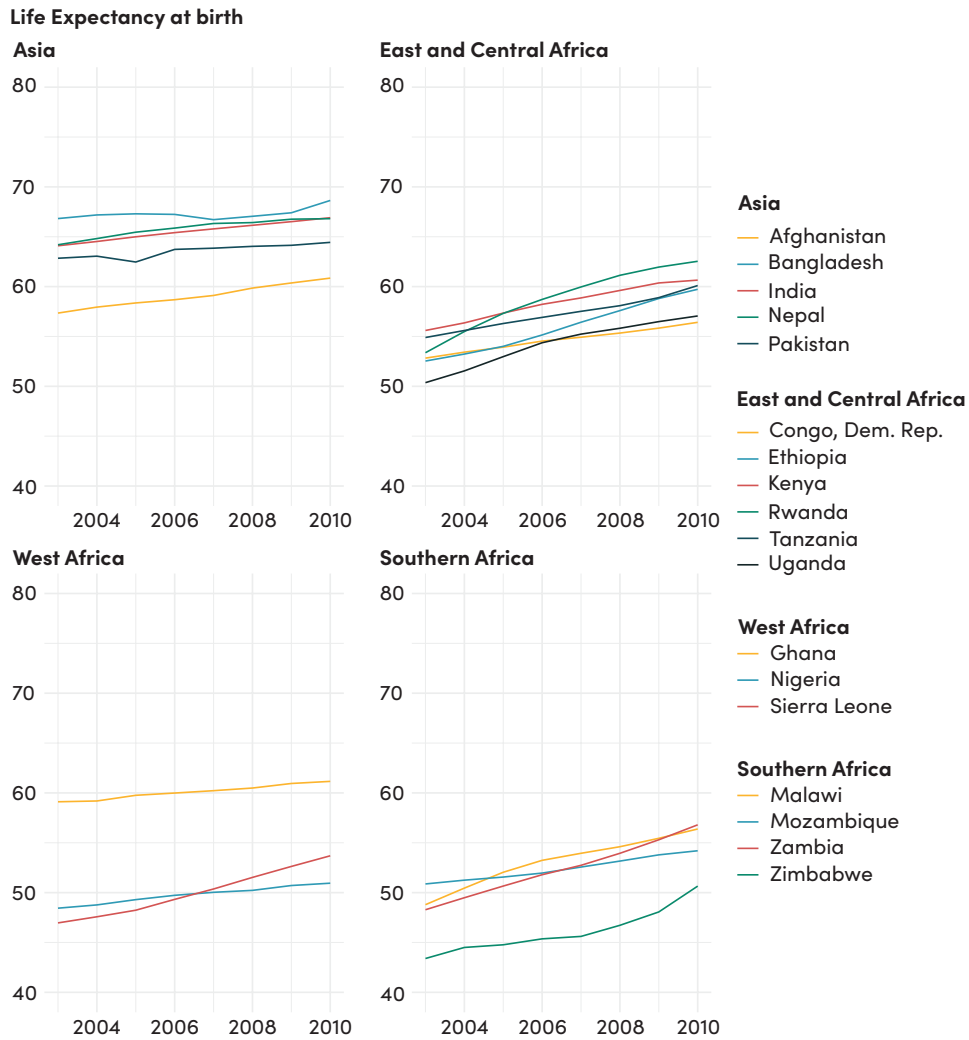 Life Expectancy at birth
Asia
80
70
60
50
40
2004 2006 2008 2010
East and Central Africa
80
70
60
50
40
2004 2006 2008 2010
West Africa
80
70
60
50
40
2004 2006 2008 2010
Southern Africa
80
70
60
50
40
2004 2006 2008 2010
Asia
Afghanistan
Bangladesh
India
Nepal
Pakistan
East and Central Africa
Congo, Dem. Rep.
Ethiopia
Kenya
Rwanda
Tanzania
Uganda
West Africa
Ghana
Nigeria
Sierra Leone
Southern Africa
Malawi
Mozambique
Zambia
Zimbabwe